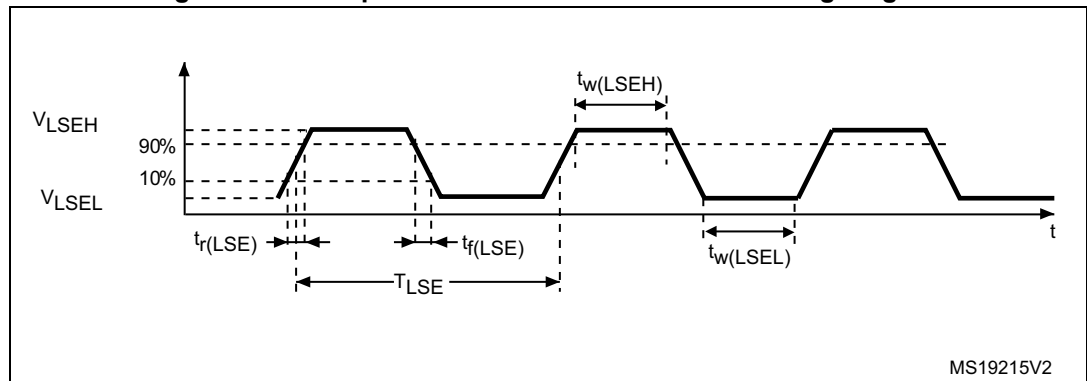 tw(LSEH)
VLSEH
90%
10%
VLSEL
tr(LSE)
tf(LSE)
tw(LSEL)
t
TLSE
MS19215V2